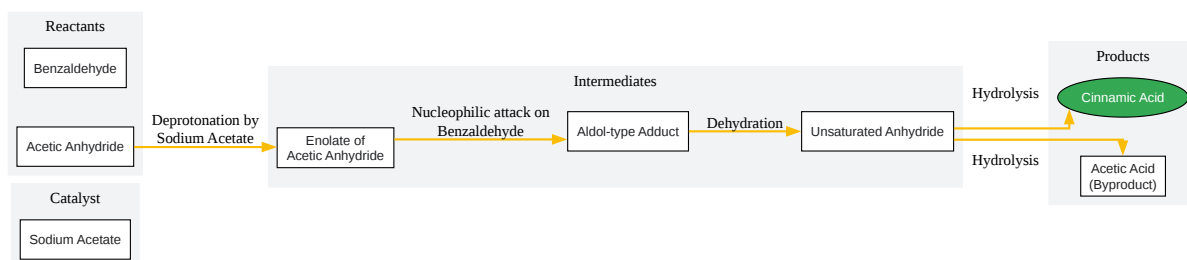 Reactants
Benzaldehyde
Acetic Anhydride
Catalyst
Sodium Acetate
Deprotonation by
Sodium Acetate
Intermediates
Enolate of
Acetic Anhydride
Nucleophilic attack on
Benzaldehyde
Aldol-type Adduct
Dehydration
Unsaturated Anhydride
Hydrolysis
Hydrolysis
Products
Cinnamic Acid
Acetic Acid
(Byproduct)